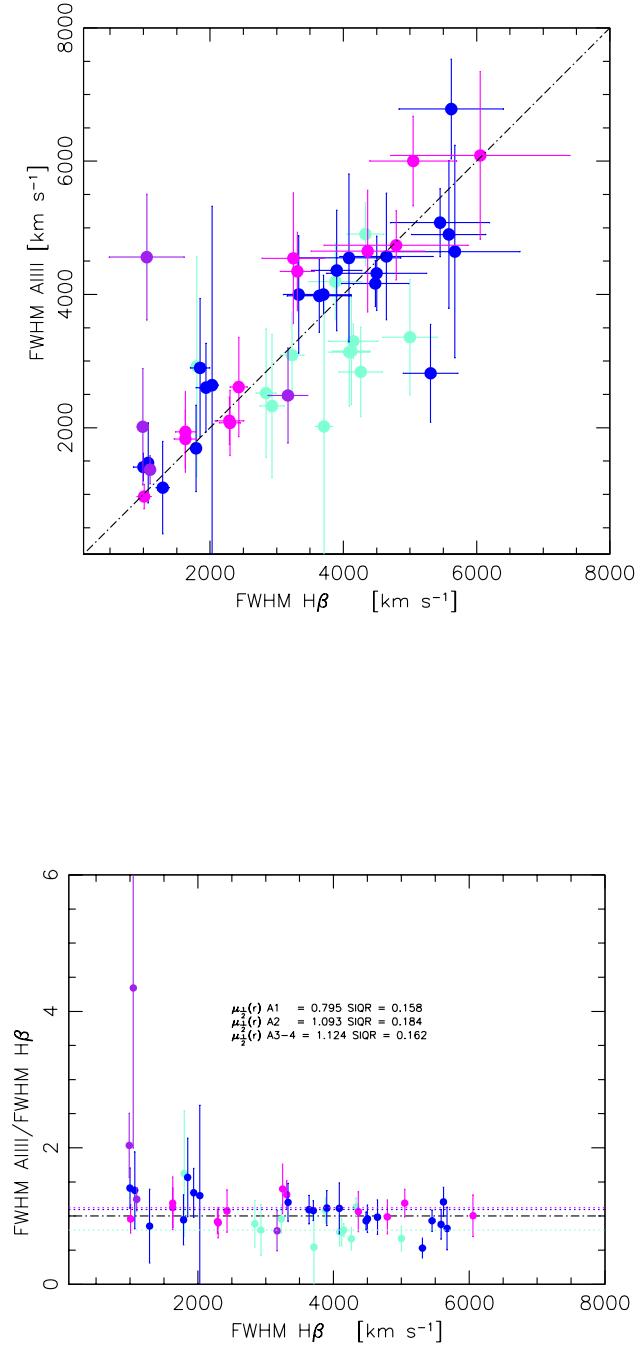 8000
6000
4000
2000
FWHM AlIII [km s⁻¹]
2000 4000 6000 8000
FWHM Hβ [km s⁻¹]
6
4
2
0
FWHM AlIII/FWHM Hβ
μ½(r) A1 = 0.795 SIQR = 0.158
μ½(r) A2 = 1.093 SIQR = 0.184
μ½(r) A3-4 = 1.124 SIQR = 0.162
2000 4000 6000 8000
FWHM Hβ [km s⁻¹]